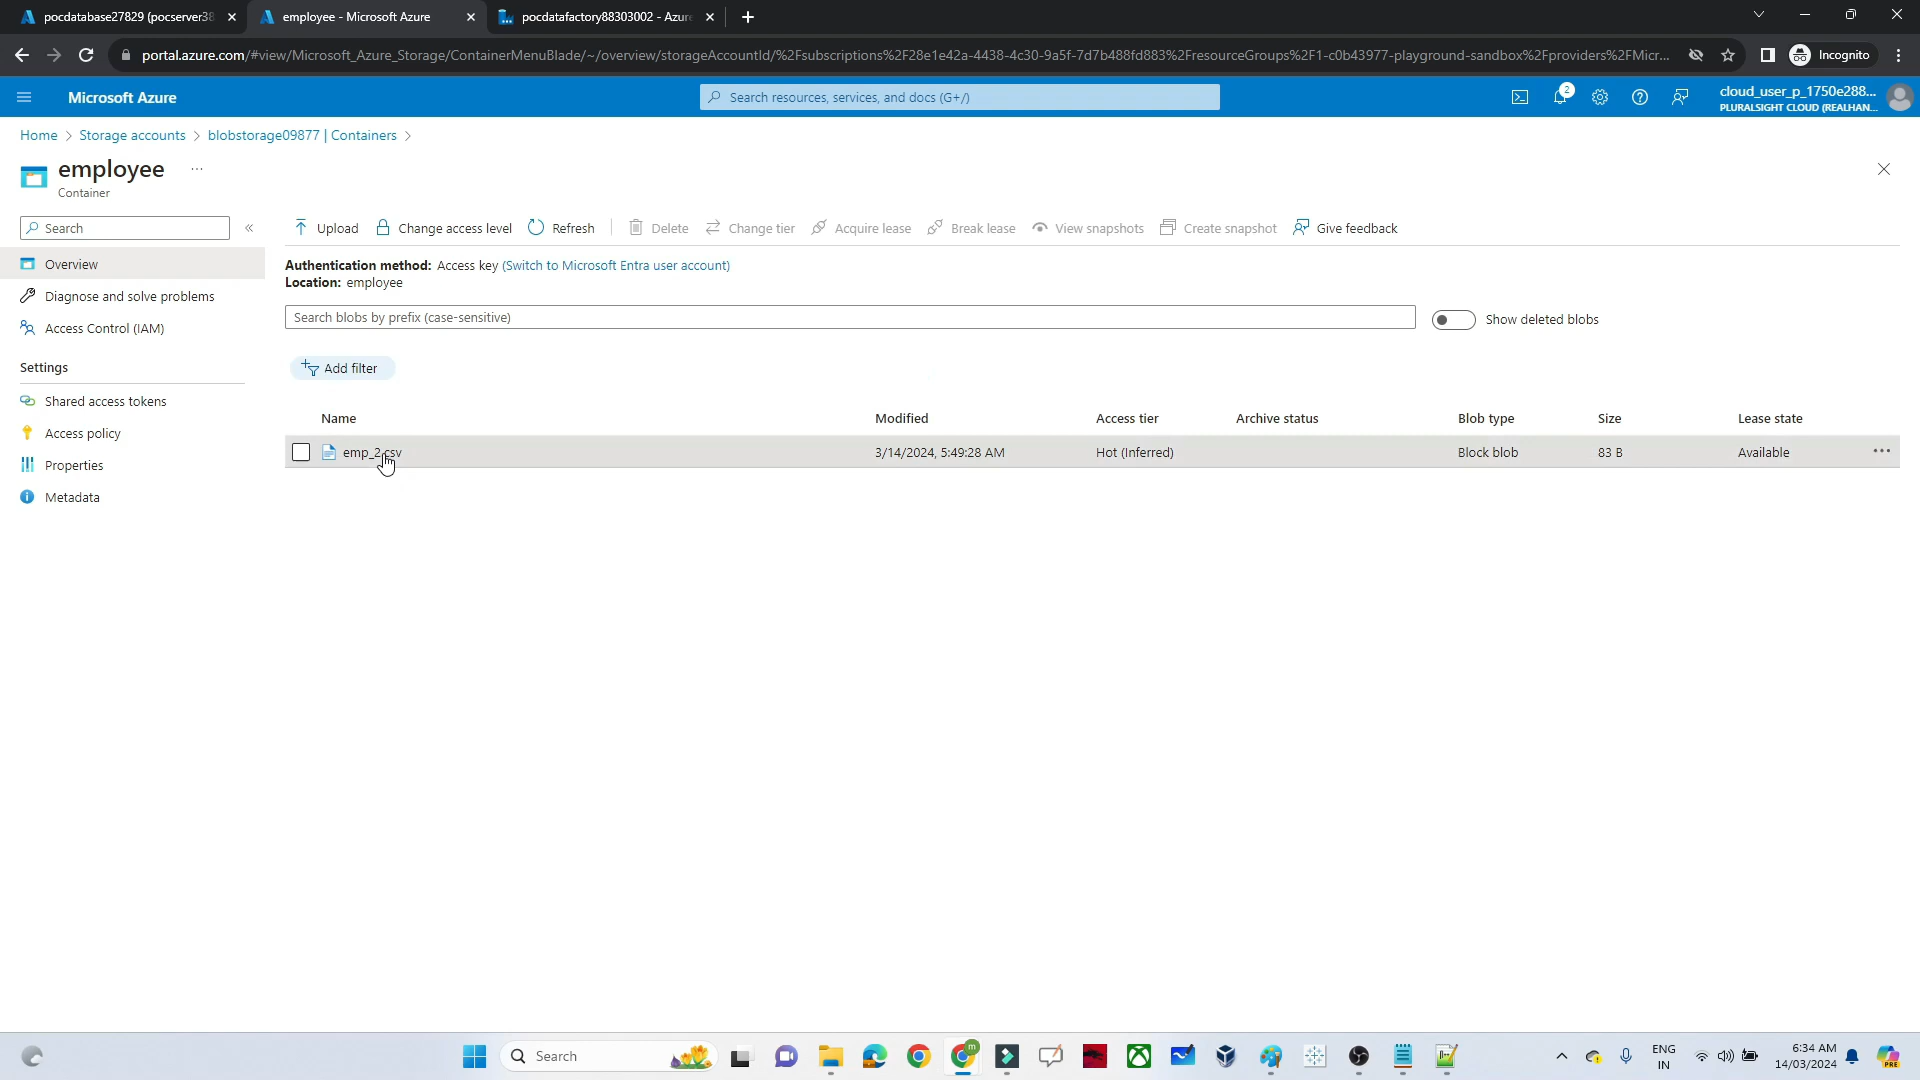 pocdatabase27829 (pocserver38
employee - Microsoft Azure
pocdatafactory88303002 - Azure
portal.azure.com/#view/Microsoft_Azure_Storage/ContainerMenuBlade/~/overview/storageAccountId/%2Fsubscriptions%2F28e1e42a-4438-4c30-9a5f-7d7b488fd883%2FresourceGroups%2F1-c0b43977-playground-sandbox%2Fproviders%2FMicr...
Incognito
Microsoft Azure
Search resources, services, and docs (G+/)
2
cloud_user_p_1750e288...
PLURALSIGHT CLOUD (REALHAN...
Home > Storage accounts > blobstorage09877 | Containers >
employee ...
Container
Search
Upload
Change access level
Refresh
Delete
Change tier
Acquire lease
Break lease
View snapshots
Create snapshot
Give feedback
Overview
Diagnose and solve problems
Access Control (IAM)
Settings
Shared access tokens
Access policy
Properties
Metadata
Authentication method: Access key (Switch to Microsoft Entra user account)
Location: employee
Search blobs by prefix (case-sensitive)
Show deleted blobs
Add filter
Name Modified Access tier Archive status Blob type Size Lease state
emp_2.csv 3/14/2024, 5:49:28 AM Hot (Inferred) Block blob 83 B Available ...
Search
m
ENG
IN
6:34 AM
14/03/2024
PRE